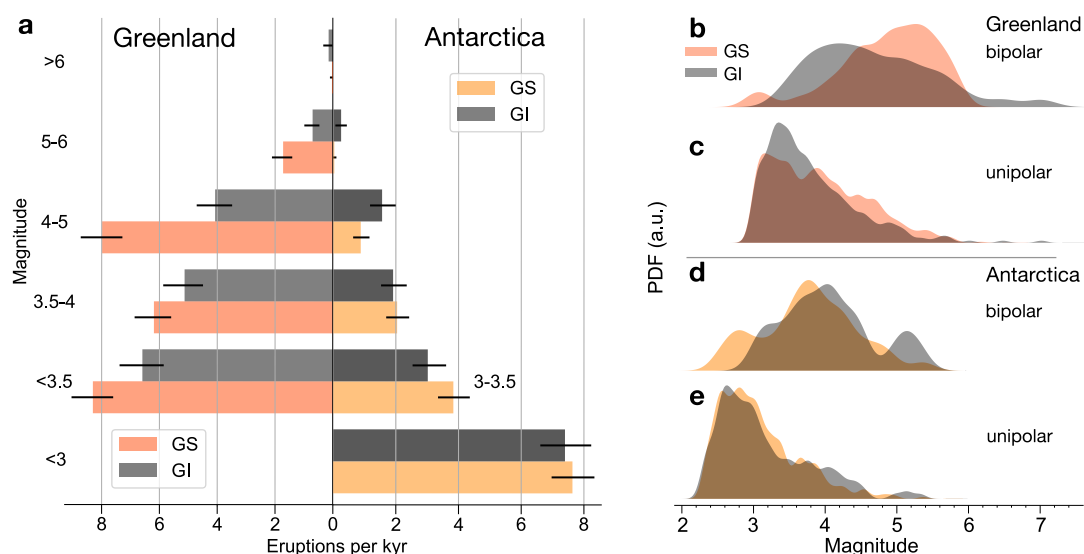 a
Greenland
Antarctica
GS
GI
Magnitude
>6
5-6
4-5
3.5-4
<3.5
3-3.5
<3
GS
GI
8 6 4 2 0 2 4 6 8
Eruptions per kyr
b
Greenland
bipolar
GS
GI
c
unipolar
PDF (a.u.)
d
Antarctica
bipolar
e
unipolar
2 3 4 5 6 7
Magnitude